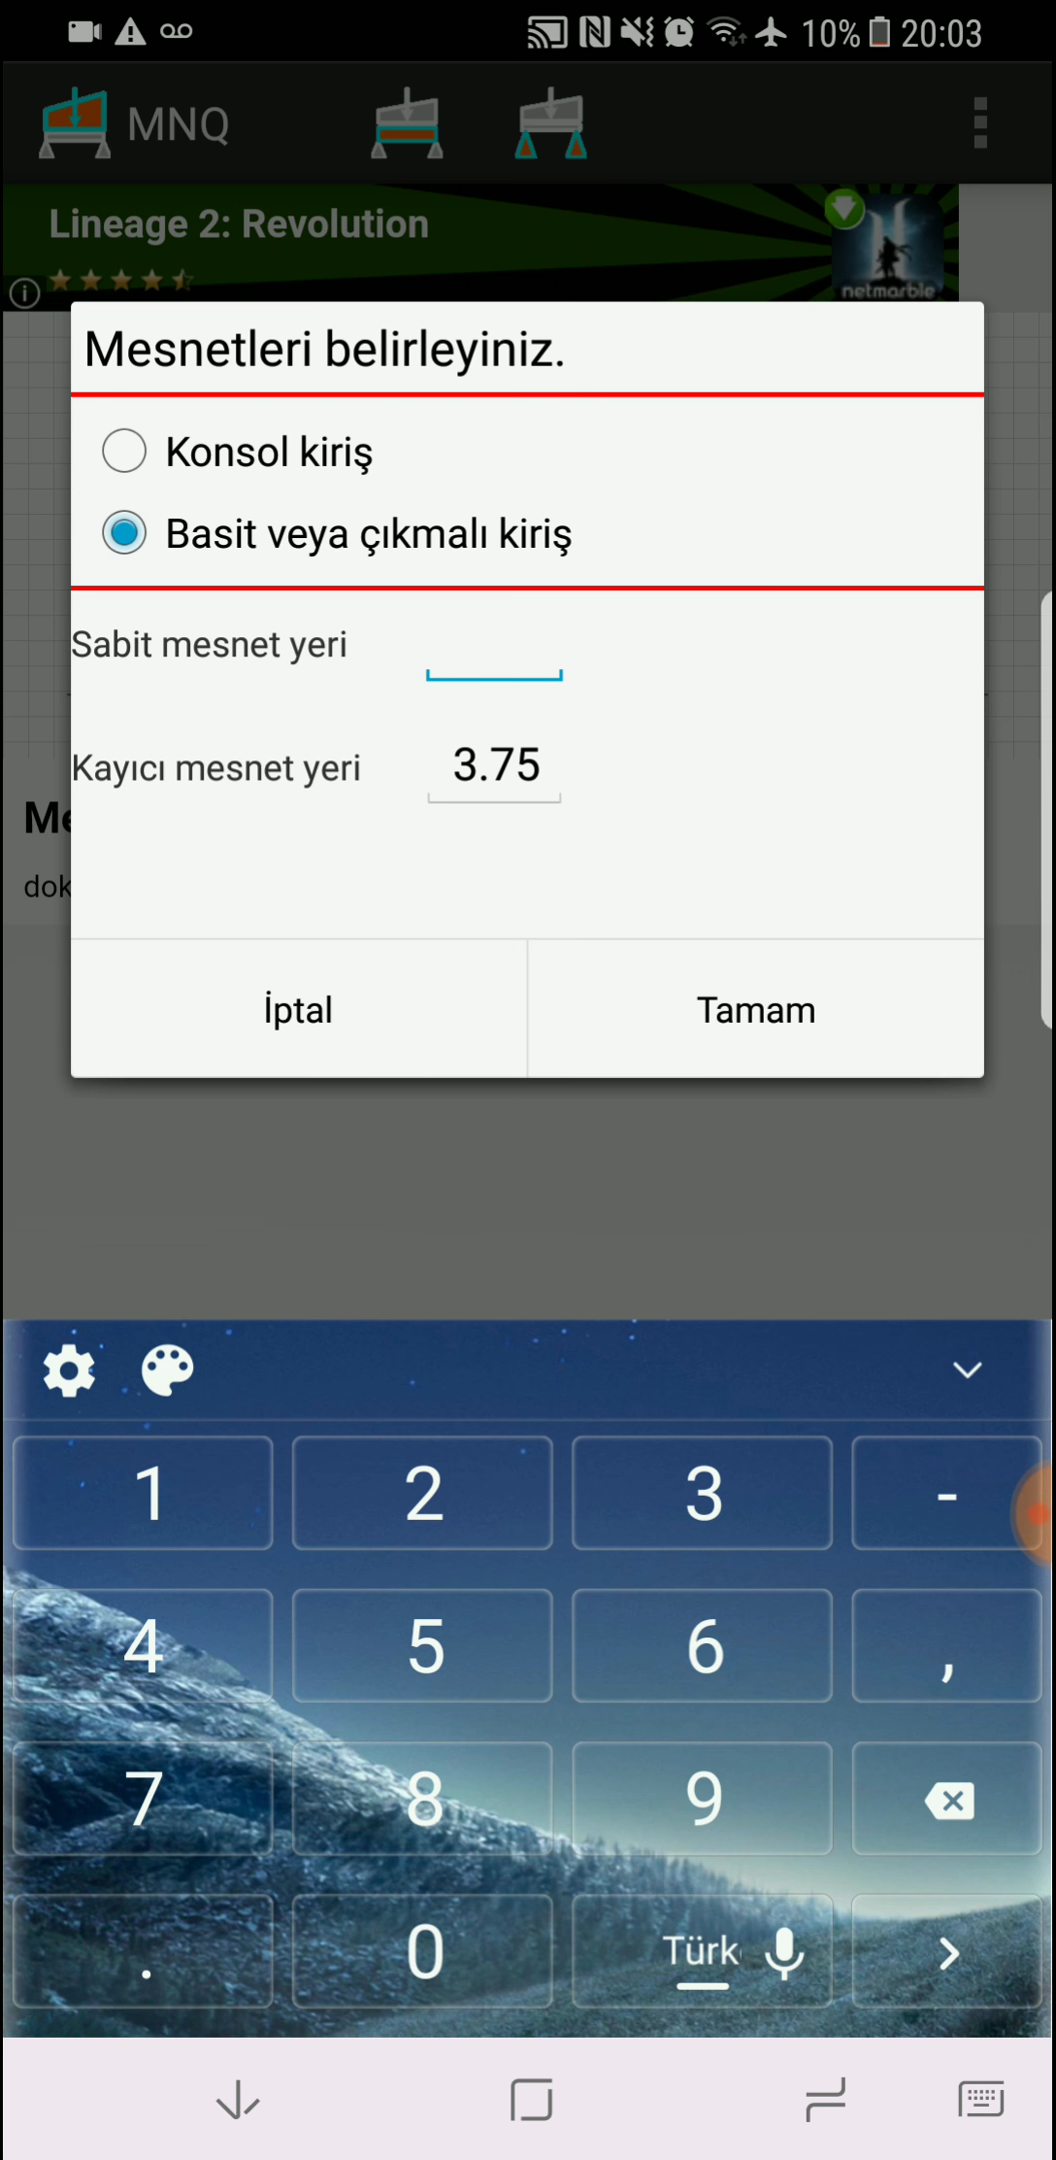 10% 20:03
MNQ
Lineage 2: Revolution
netmarble
Mesnetleri belirleyiniz.
Konsol kiriş
Basit veya çıkmalı kiriş
Sabit mesnet yeri
Kayıcı mesnet yeri 3.75
Me
dok
İptal Tamam
1 2 3 -
4 5 6 ,
7 8 9
. 0 Türk